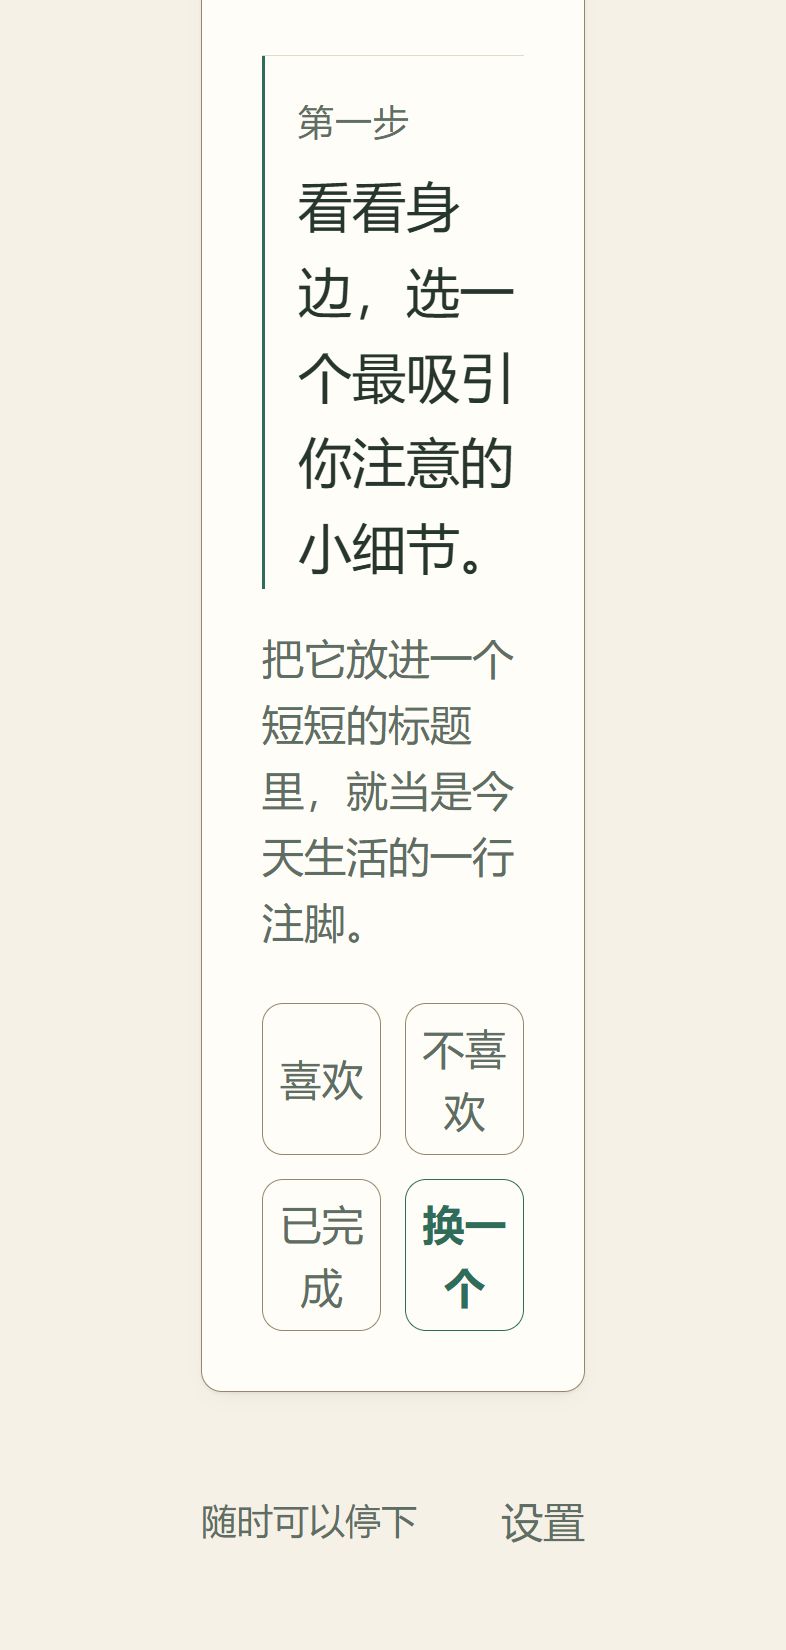 第一步
看看身
边，选一
个最吸引
你注意的
小细节。
把它放进一个
短短的标题
里，就当是今
天生活的一行
注脚。
喜欢
不喜
欢
已完
成
换一
个
随时可以停下
设置